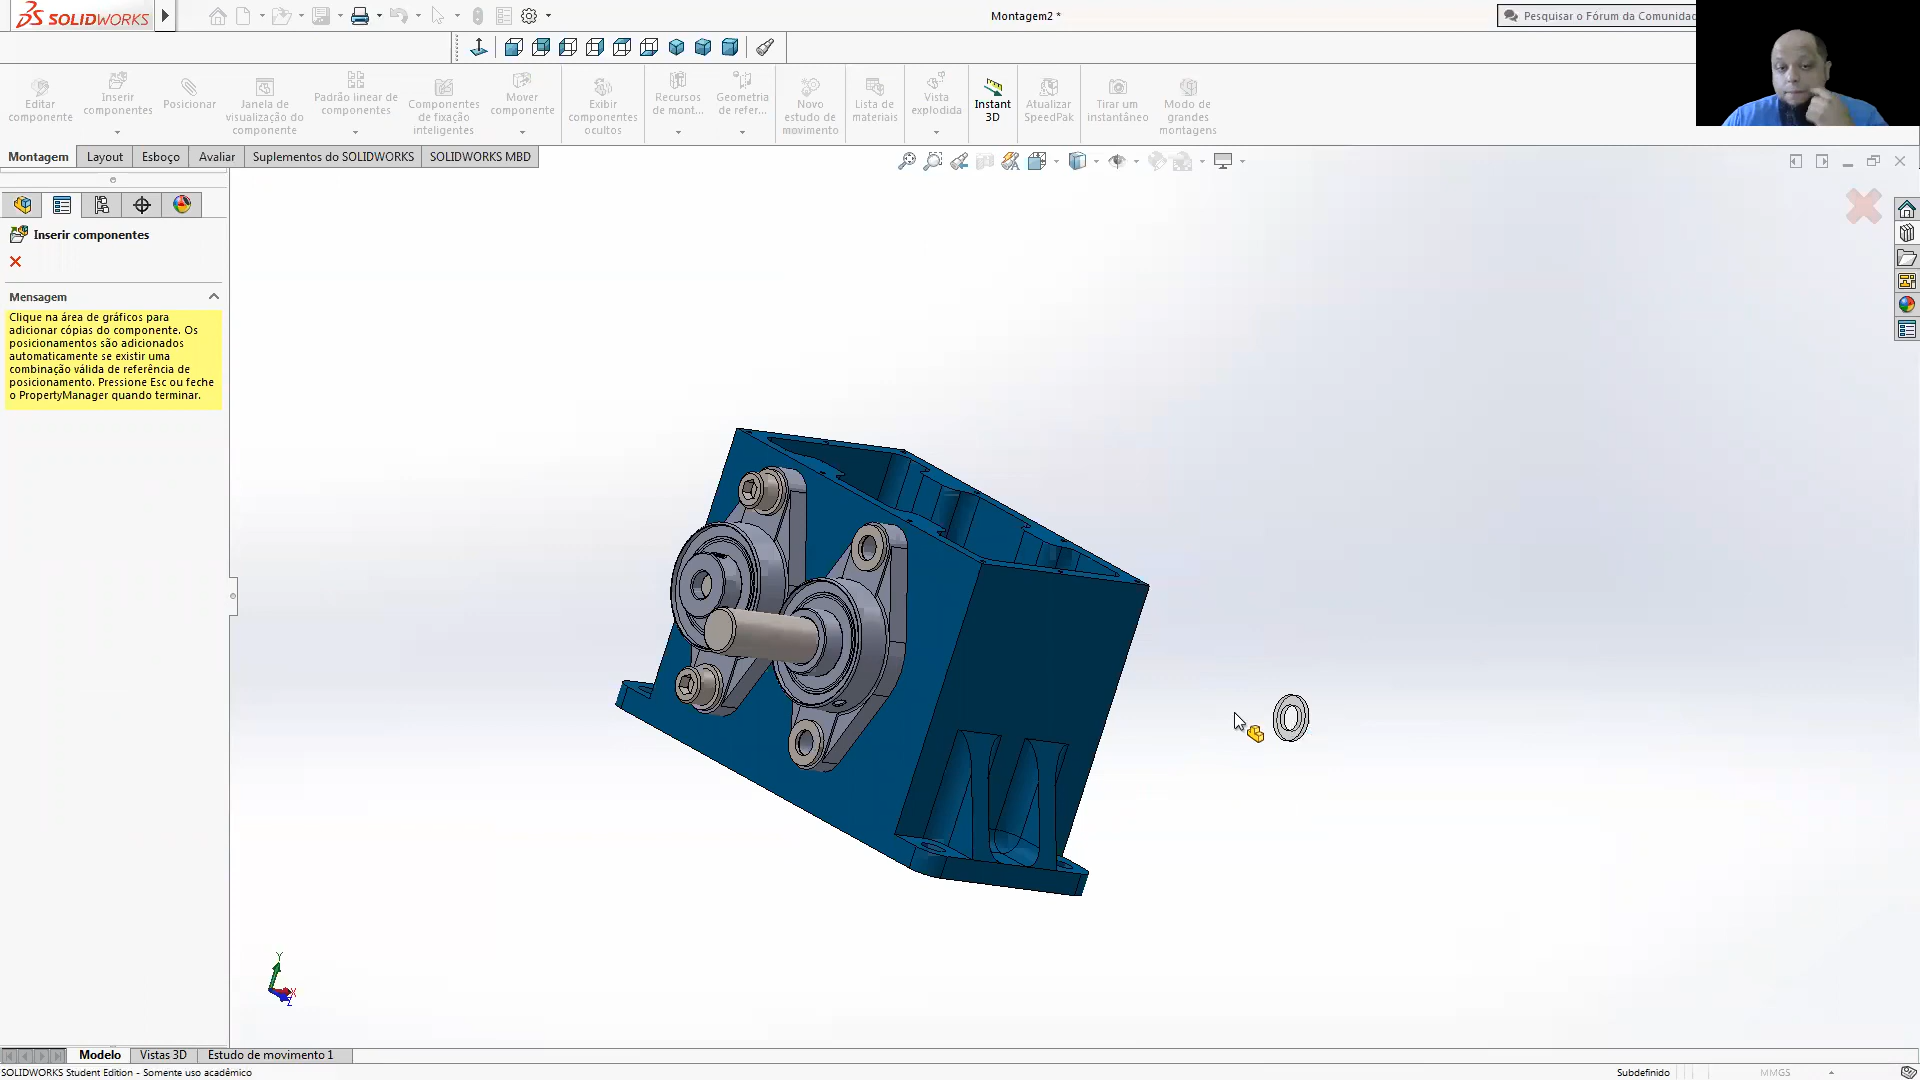 SOLIDWORKS
Montagem2 *
Pesquisar o Fórum da Comunidad
Editar componente
Inserir componentes
Posicionar
Janela de visualização do componente
Padrão linear de componentes
Componentes de fixação inteligentes
Mover componente
Exibir componentes ocultos
Recursos de mont...
Geometria de refer...
Novo estudo de movimento
Lista de materiais
Vista explodida
Instant 3D
Atualizar SpeedPak
Tirar um instantâneo
Modo de grandes montagens
Montagem
Layout
Esboço
Avaliar
Suplementos do SOLIDWORKS
SOLIDWORKS MBD
Inserir componentes
Mensagem
Clique na área de gráficos para
adicionar cópias do componente. Os
posicionamentos são adicionados
automaticamente se existir uma
combinação válida de referência de
posicionamento. Pressione Esc ou feche
o PropertyManager quando terminar.
Y
X
Z
Modelo
Vistas 3D
Estudo de movimento 1
SOLIDWORKS Student Edition - Somente uso acadêmico
Subdefinido
MMGS